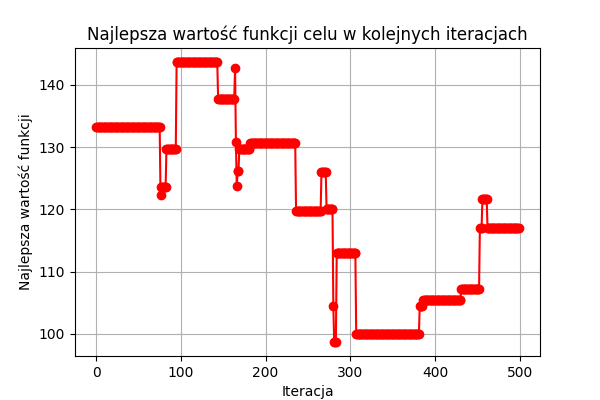 Najlepsza wartość funkcji celu w kolejnych iteracjach
Najlepsza wartość funkcji
140
130
120
110
100
0 100 200 300 400 500
Iteracja